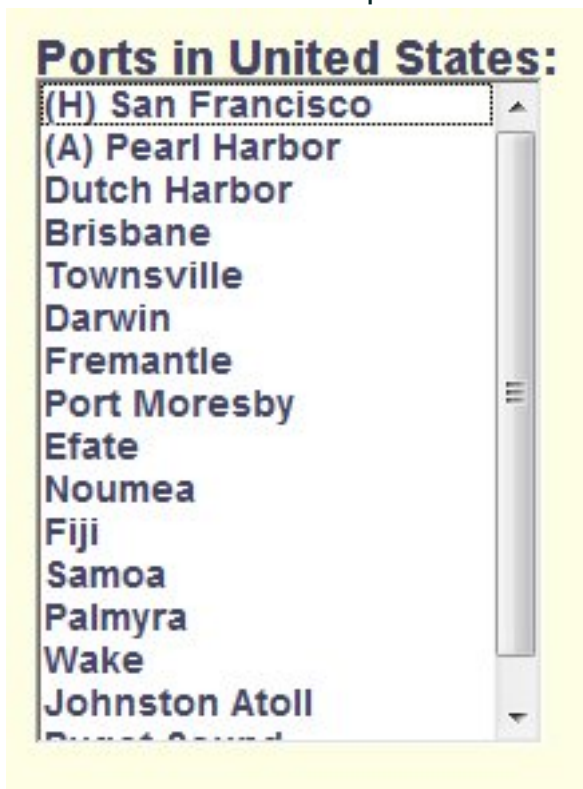 Ports in United States:
(H) San Francisco
(A) Pearl Harbor
Dutch Harbor
Brisbane
Townsville
Darwin
Fremantle
Port Moresby
Efate
Noumea
Fiji
Samoa
Palmyra
Wake
Johnston Atoll